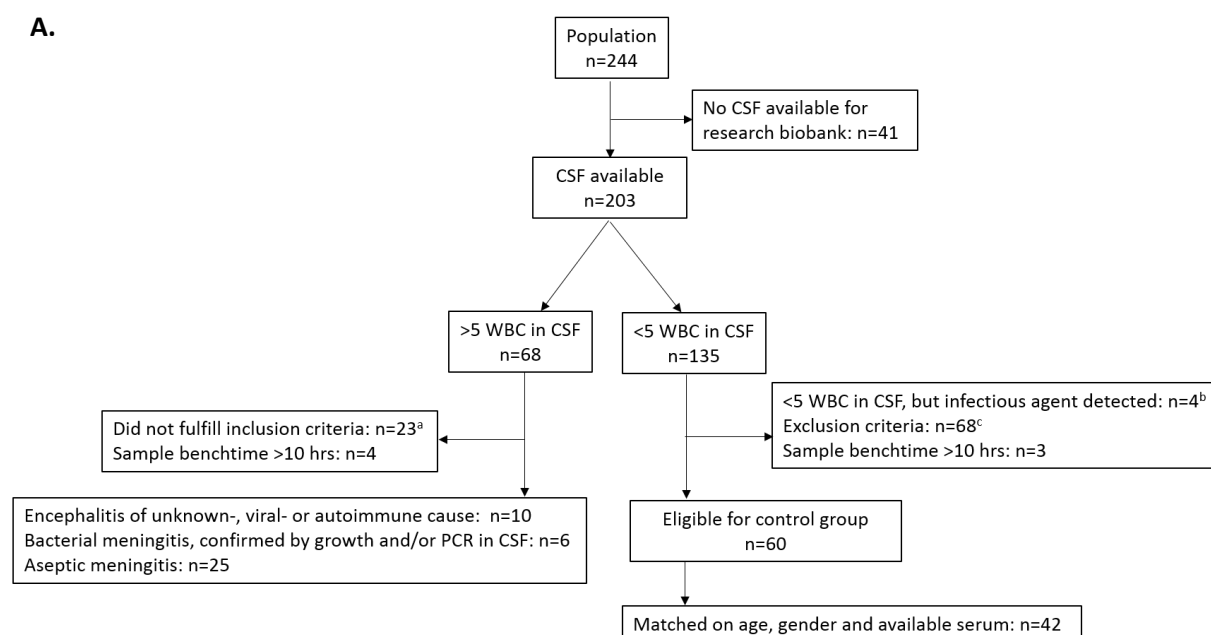 A.
Population
n=244
No CSF available for
research biobank: n=41
CSF available
n=203
>5 WBC in CSF
n=68
<5 WBC in CSF
n=135
Did not fulfill inclusion criteria: n=23ᵃ
Sample benchtime >10 hrs: n=4
<5 WBC in CSF, but infectious agent detected: n=4ᵇ
Exclusion criteria: n=68ᶜ
Sample benchtime >10 hrs: n=3
Encephalitis of unknown-, viral- or autoimmune cause:  n=10
Bacterial meningitis, confirmed by growth and/or PCR in CSF: n=6
Aseptic meningitis: n=25
Eligible for control group
n=60
Matched on age, gender and available serum: n=42